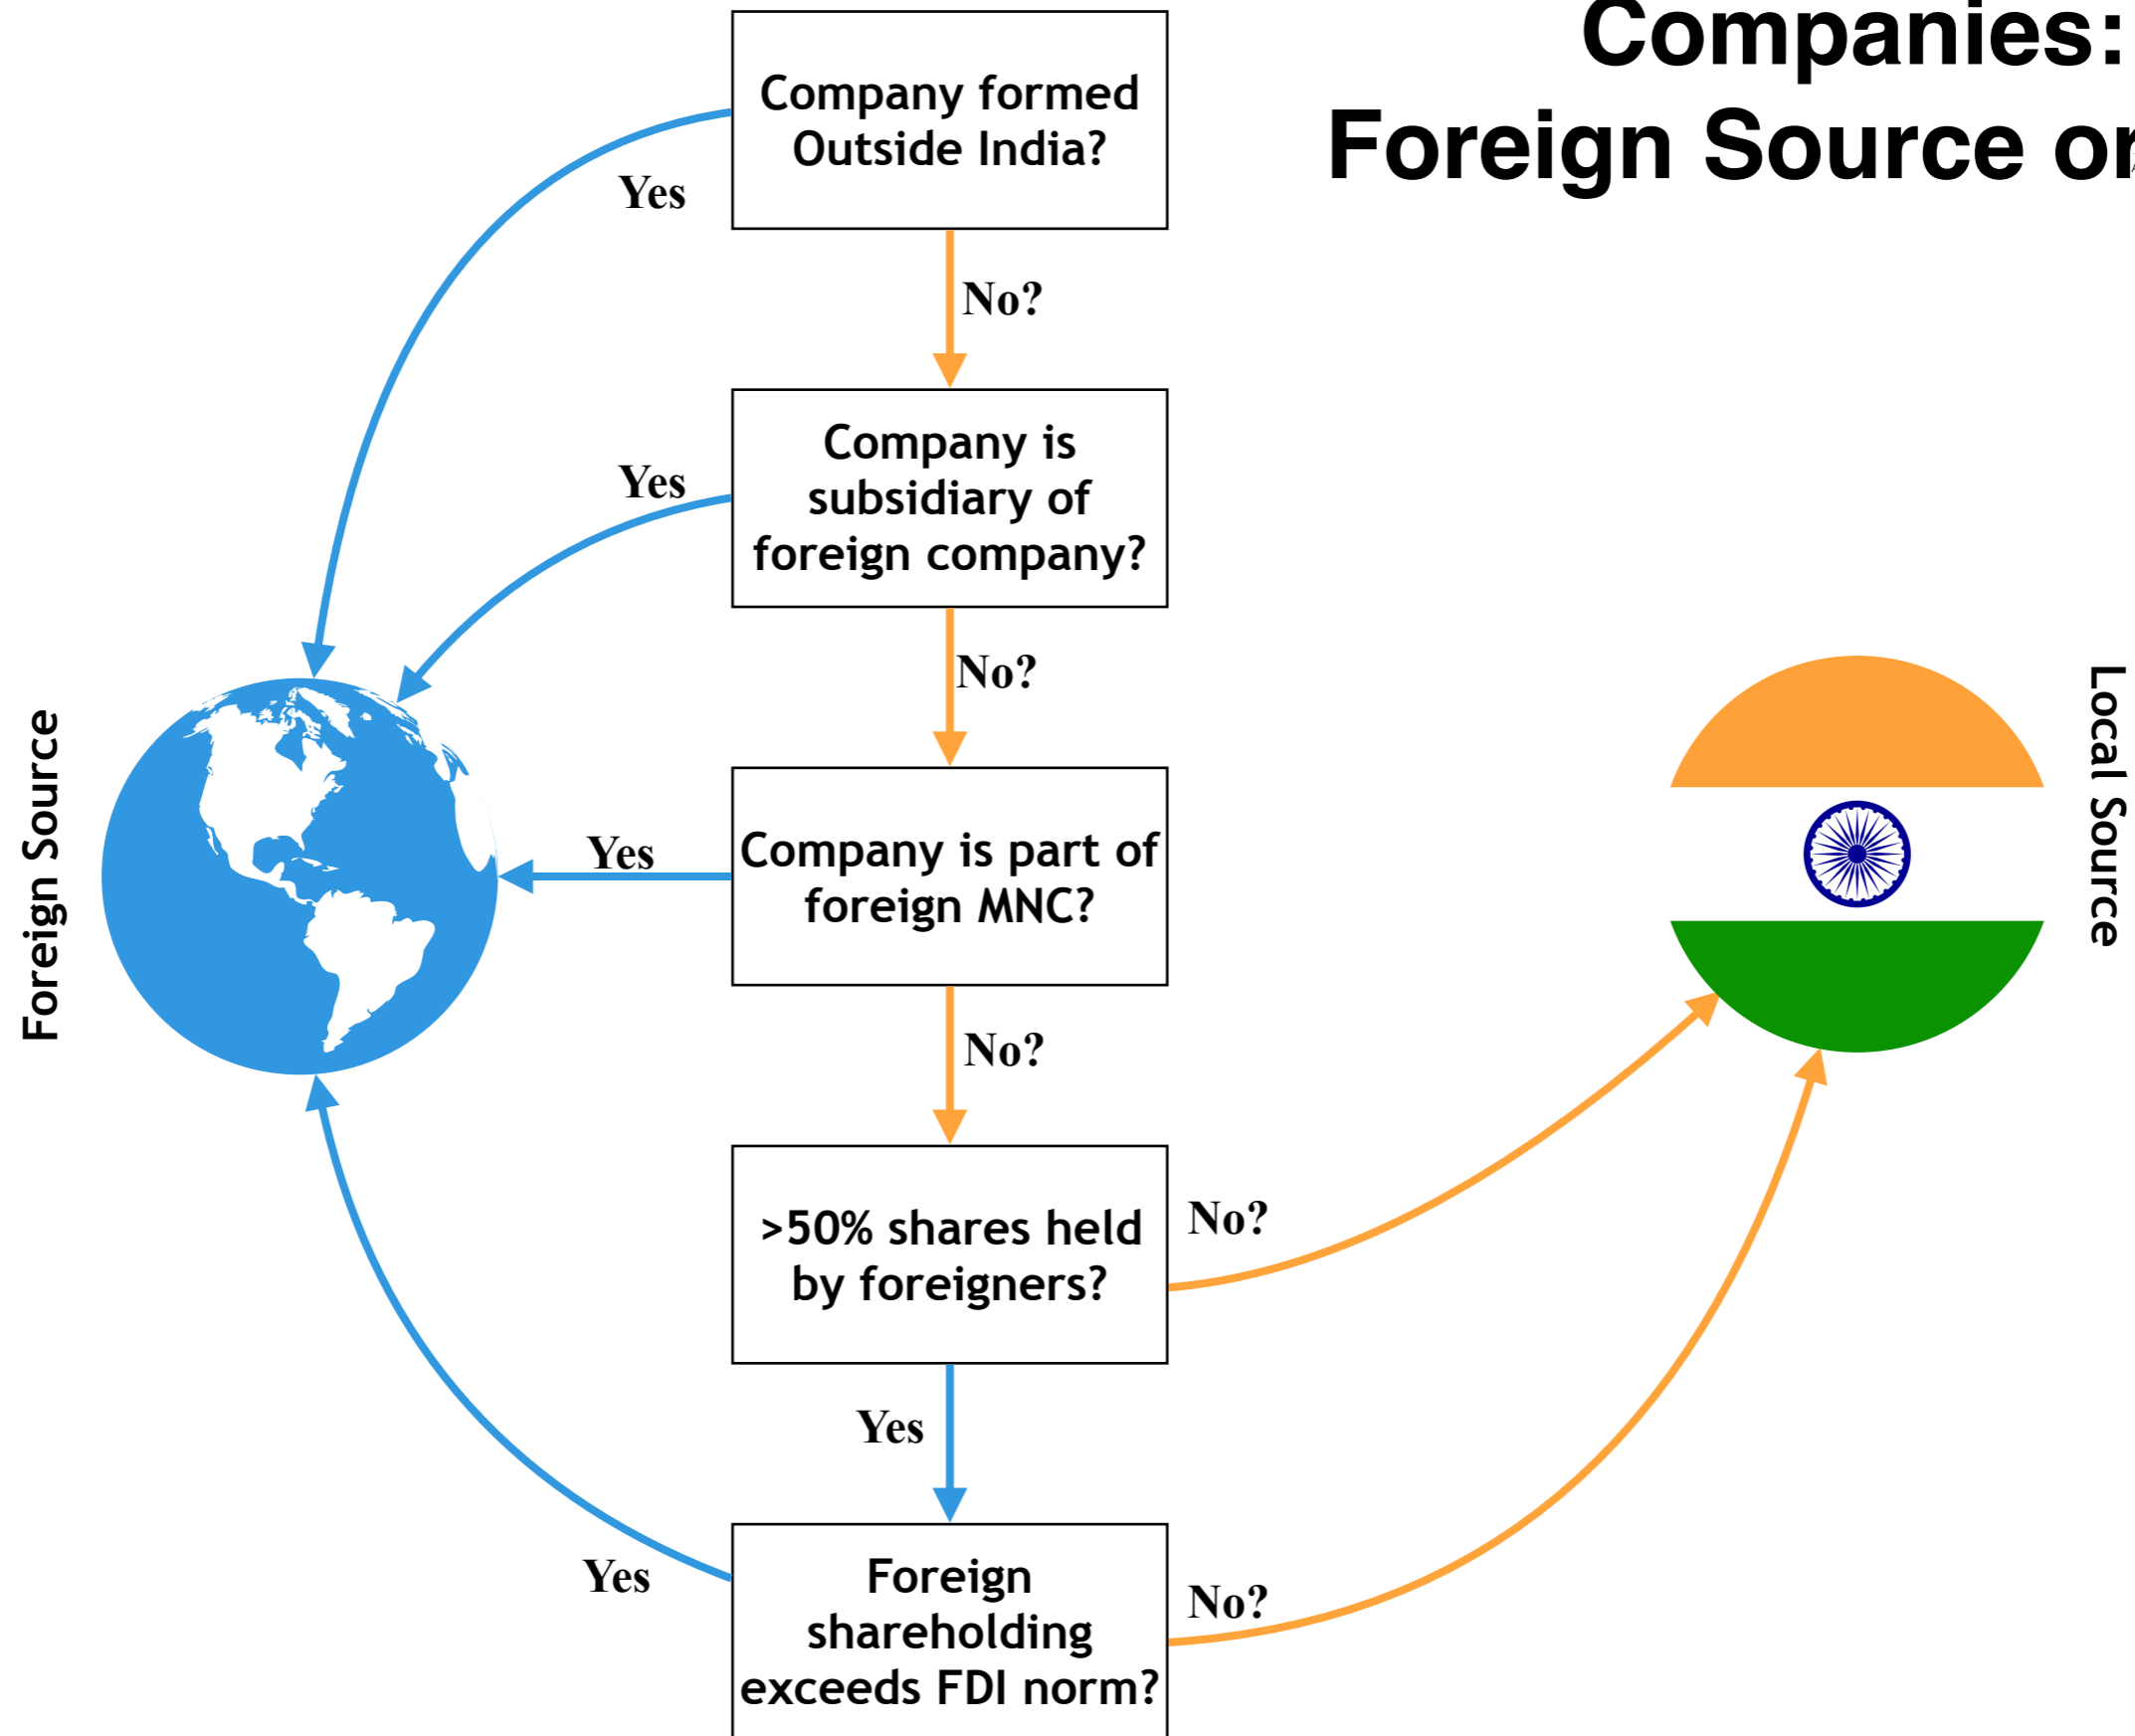 Companies:
Foreign Source or
Company formed
Outside India?
Yes
No?
Company is
subsidiary of
foreign company?
Yes
No?
Company is part of
foreign MNC?
Yes
No?
>50% shares held
by foreigners?
No?
Yes
Foreign
shareholding
exceeds FDI norm?
Yes
No?
Foreign Source
Local Source